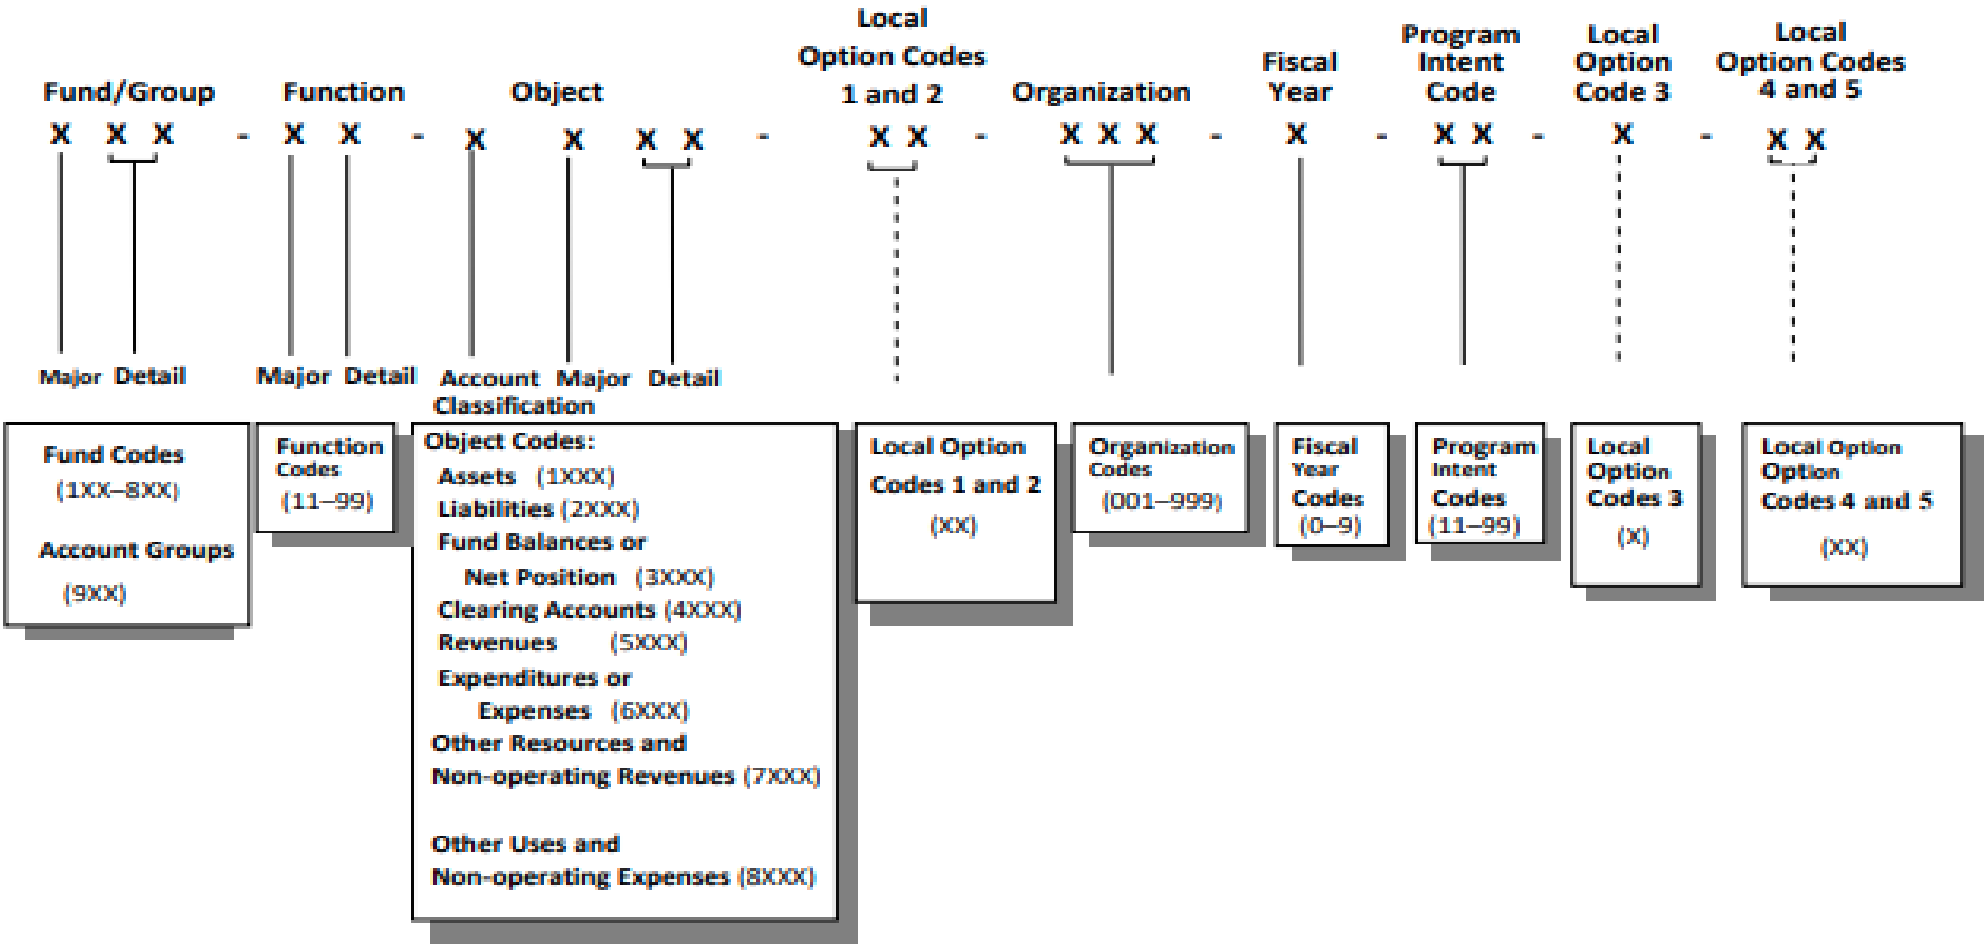 Local
Option Codes
1 and 2
Fund/Group
Function
Object
Organization
Fiscal
Year
Program
Intent
Code
Local
Option
Code 3
Local
Option Codes
4 and 5
X X X - X X - X X X X - X X - X X X - X - X X - X - X X
Major Detail
Major Detail
Account Major Detail
Classification
Fund Codes
(1XX–8XX)
Account Groups
(9XX)
Function
Codes
(11–99)
Object Codes:
Assets (1XXX)
Liabilities (2XXX)
Fund Balances or
Net Position (3XXX)
Clearing Accounts (4XXX)
Revenues (5XXX)
Expenditures or
Expenses (6XXX)
Other Resources and
Non-operating Revenues (7XXX)
Other Uses and
Non-operating Expenses (8XXX)
Local Option
Codes 1 and 2
(XX)
Organization
Codes
(001–999)
Fiscal
Year
Codes
(0–9)
Program
Intent
Codes
(11–99)
Local
Option
Codes 3
(X)
Local Option
Option
Codes 4 and 5
(XX)